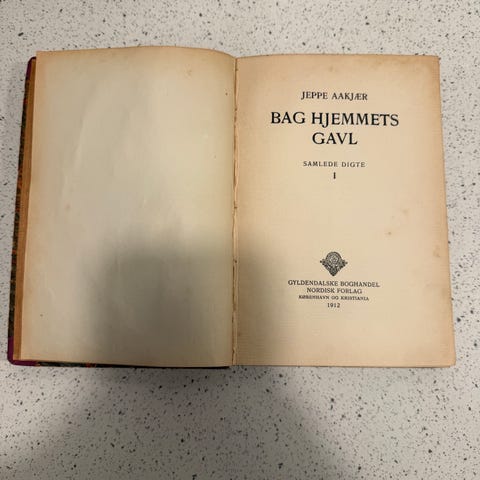 JEPPE AAKJÆR
BAG HJEMMETS
GAVL
SAMLEDE DIGTE
I
GYLDENDALSKE BOGHANDEL
NORDISK FORLAG
KØBENHAVN OG KRISTIANIA
1912